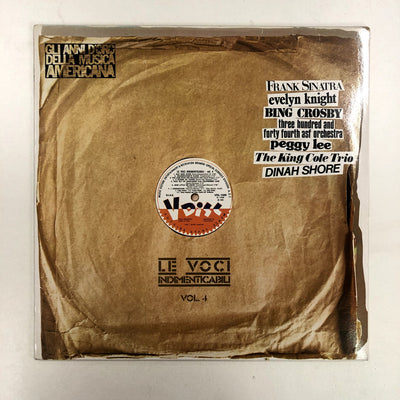 GLI ANNI D'ORO
DELLA MUSICA
AMERICANA
FRANK SINATRA
evelyn knight
BING CROSBY
three hundred and
forty fourth asf orchestra
peggy lee
The King Cole Trio
DINAH SHORE
V Disc
LE VOCI
INDIMENTICABILI
VOL. 4